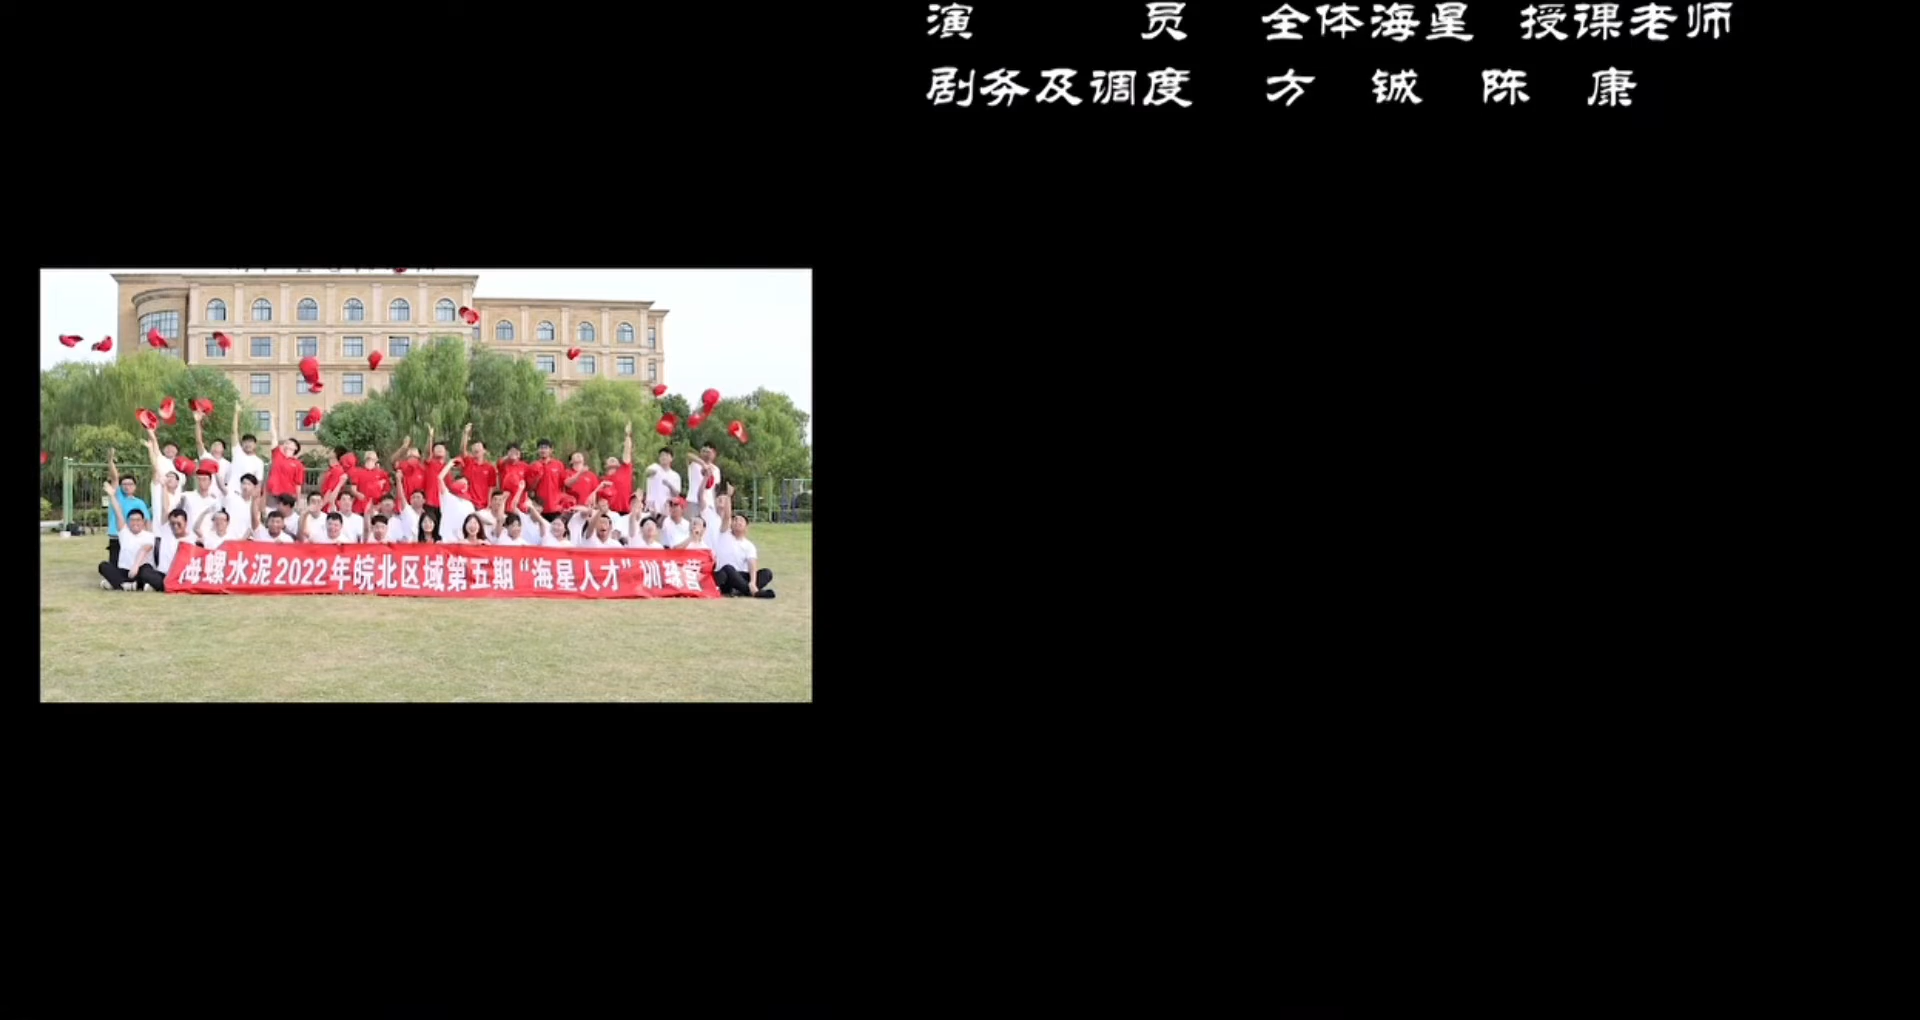 演 员 全体海星 授课老师
剧务及调度 方 铖 陈 康
海螺水泥2022年皖北区域第五期“海星人才”训练营